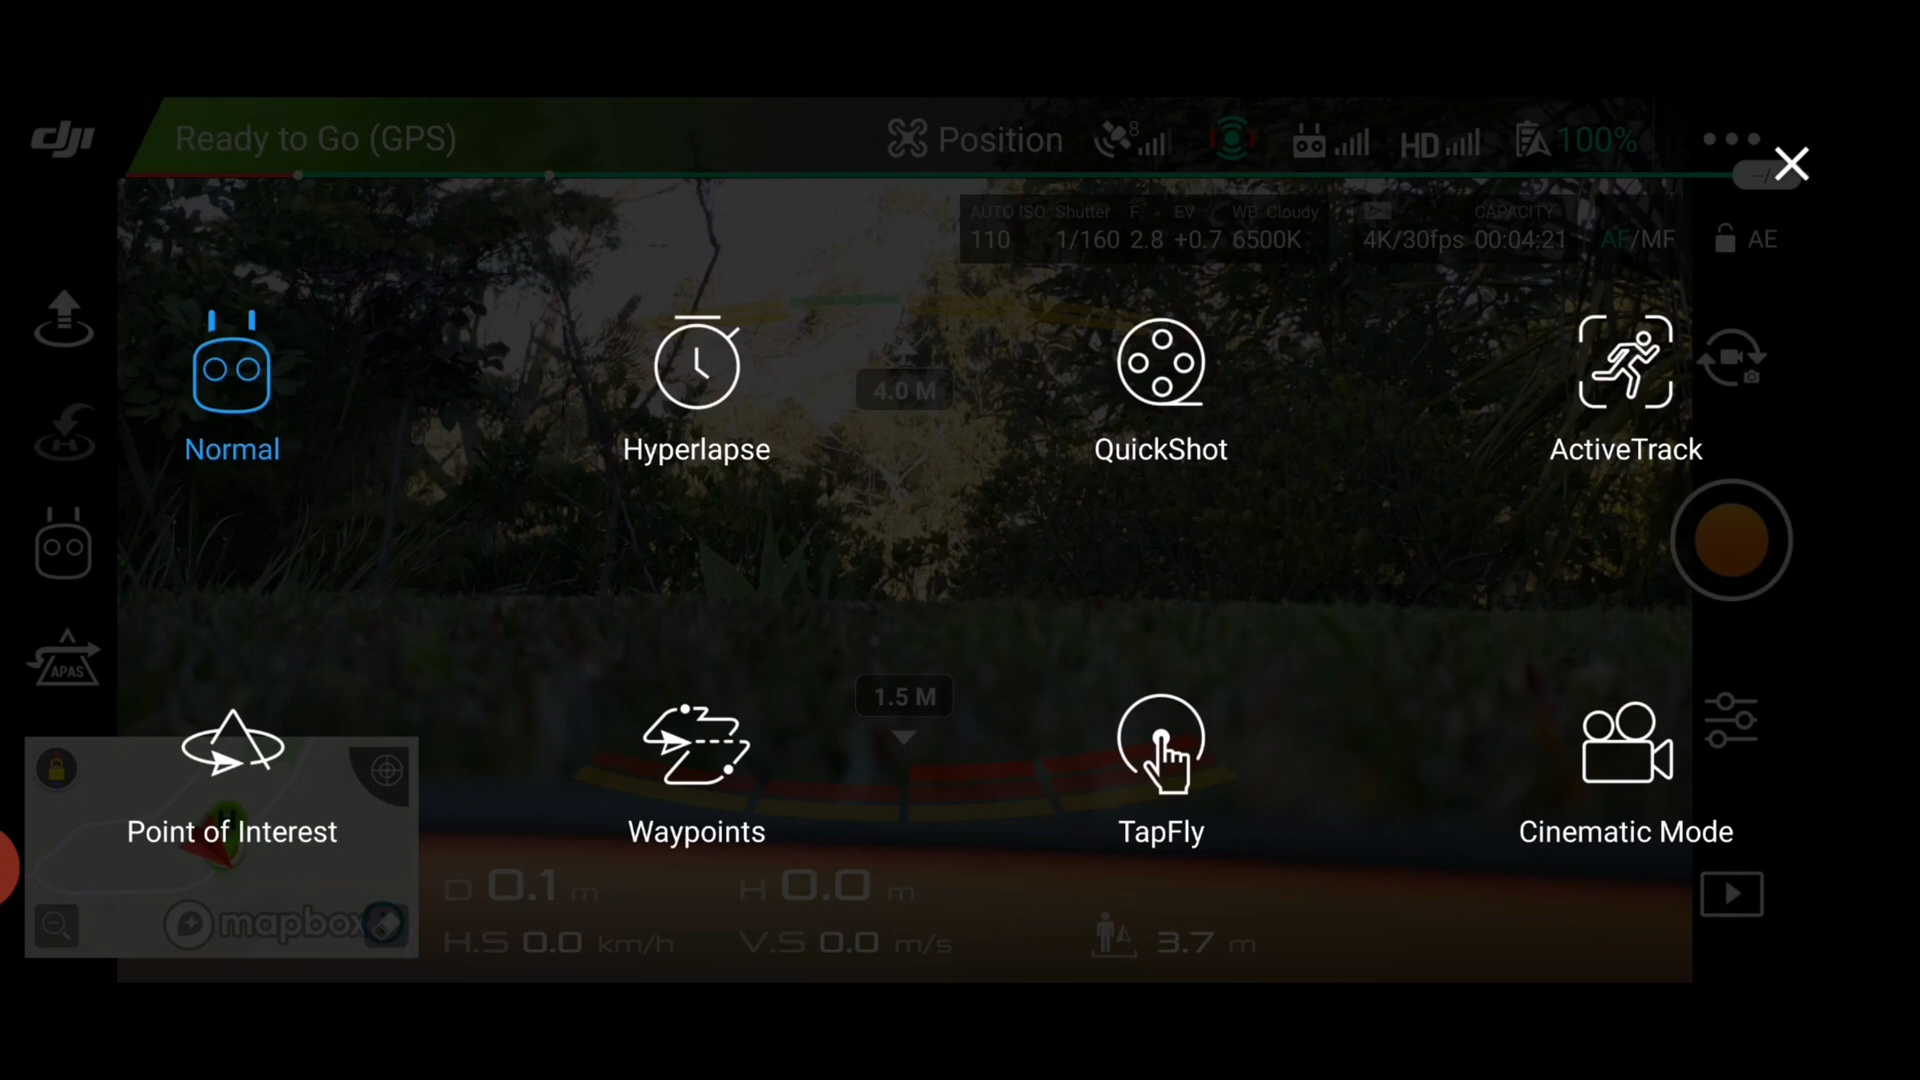 dji Ready to Go (GPS) Position 8 HD 100%
AUTO ISO Shutter F EV WB Cloudy CAPACITY
110 1/160 2.8 +0.7 6500K 4K/30fps 00:04:21 AF/MF AE
4.0 M
Normal Hyperlapse QuickShot ActiveTrack
APAS
1.5 M
Point of Interest Waypoints TapFly Cinematic Mode
D 0.1 m H 0.0 m
mapbox
H.S 0.0 km/h V.S 0.0 m/s 3.7 m